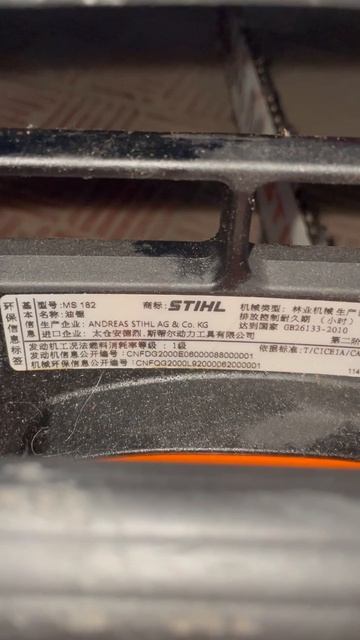 环保信息标签
基本信息
型号:MS 182 商标:STIHL 机械类型: 林业机械 生产
名称:油锯 排放控制耐久期 (小时)
生产企业: ANDREAS STIHL AG & Co. KG 达到国家 GB26133-2010
进口企业: 太仓安德烈.斯蒂尔动力工具有限公司 第二阶
发动机工况法燃料消耗率等级: 1级 依据标准:T/CICEIA/CA
发动机信息公开编号: CNFDG2000E06000088000001
机械环保信息公开编号: CNFQG2000L92000062000001
114